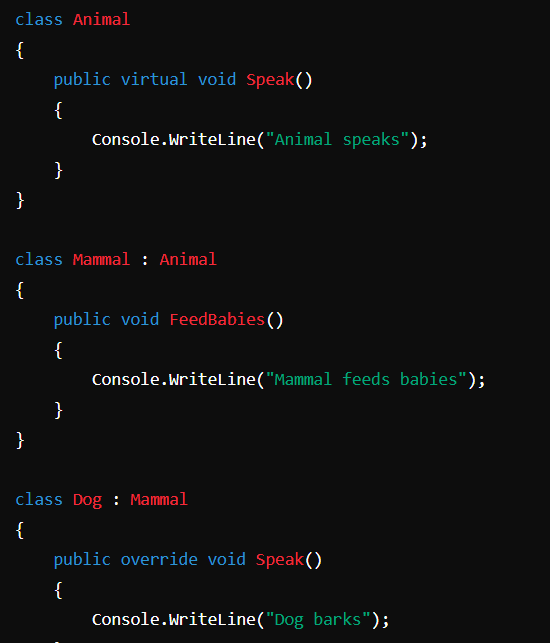 class Animal
{
    public virtual void Speak()
    {
        Console.WriteLine("Animal speaks");
    }
}

class Mammal : Animal
{
    public void FeedBabies()
    {
        Console.WriteLine("Mammal feeds babies");
    }
}

class Dog : Mammal
{
    public override void Speak()
    {
        Console.WriteLine("Dog barks");
    }